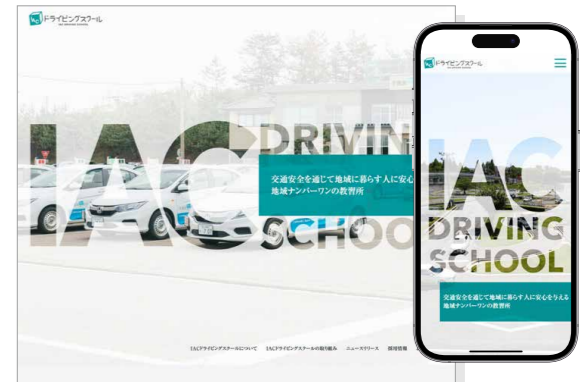 ドライビングスクール
IAC
DRIVIN
SCHOO
交通安全を通じて地域に暮らす人に安心
地域ナンバーワンの教習所
IACドライビングスクールについて IACドライビングスクールの取り組み ニュースリリース 採用情報
ドライビングスクール
IAC
DRIVING
SCHOOL
交通安全を通じて地域に暮らす人に安心を与える
地域ナンバーワンの教習所